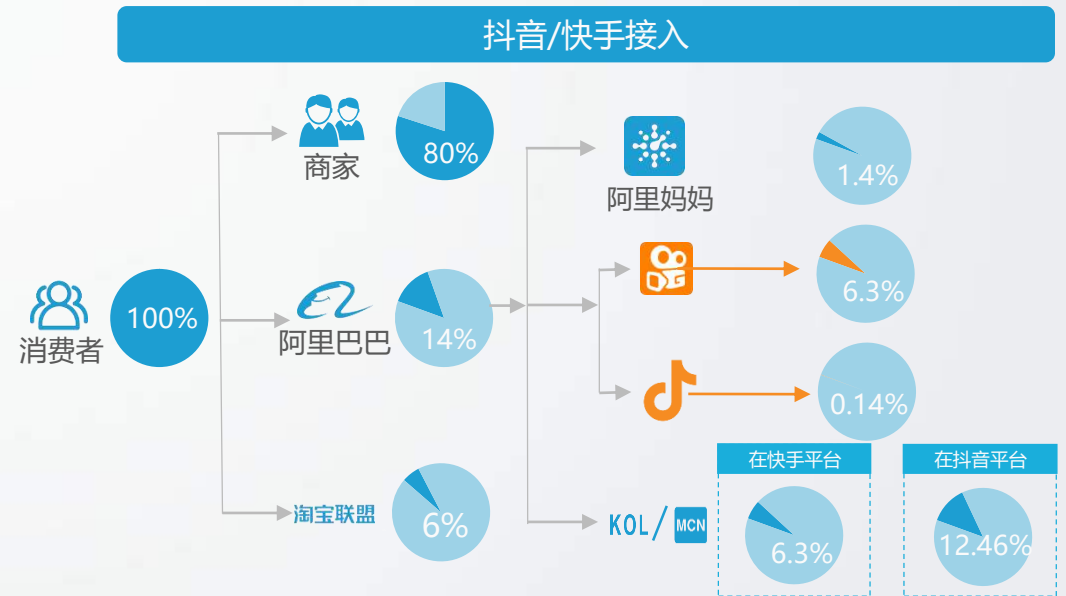 抖音/快手接入
商家
80%
阿里妈妈
1.4%
消费者
100%
阿里巴巴
14%
6.3%
0.14%
淘宝联盟
6%
KOL/MCN
在快手平台
6.3%
在抖音平台
12.46%